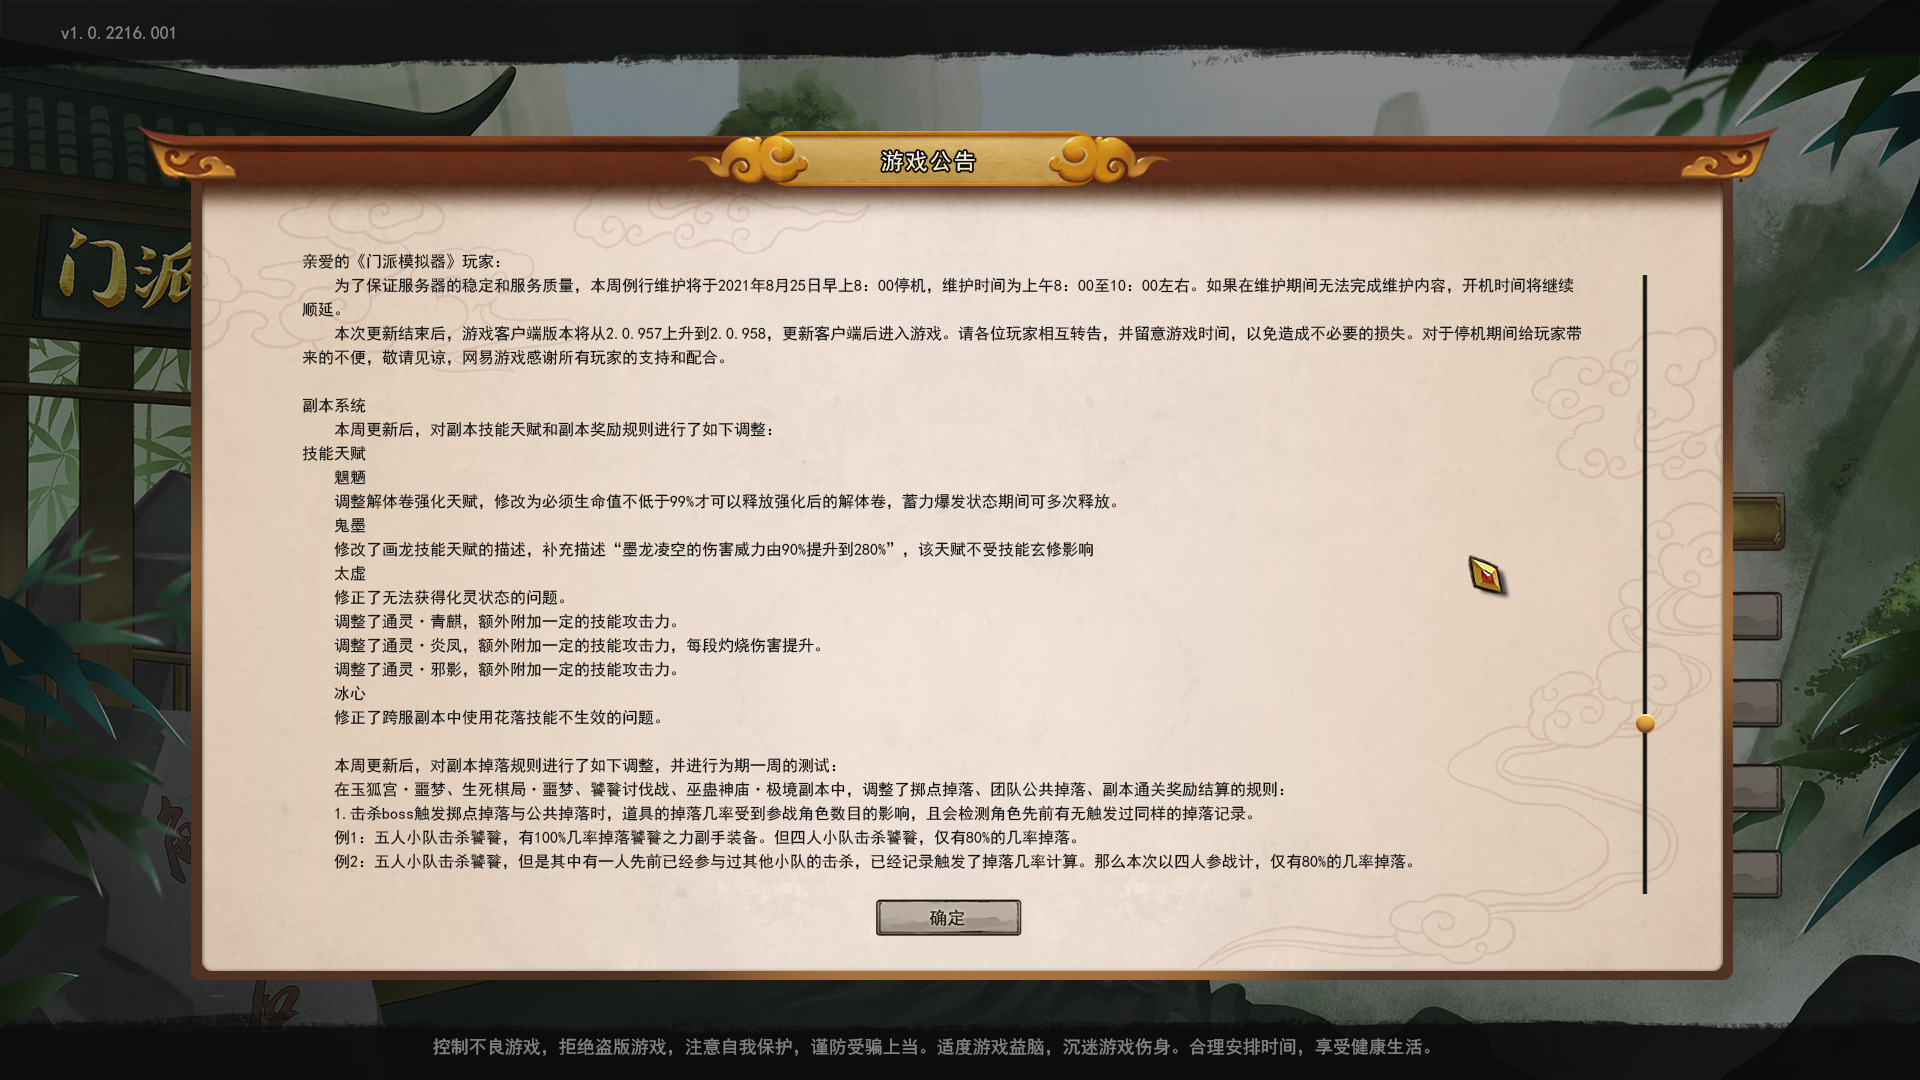 v1.0.2216.001
游戏公告
门派
亲爱的《门派模拟器》玩家：
为了保证服务器的稳定和服务质量，本周例行维护将于2021年8月25日早上8：00停机，维护时间为上午8：00至10：00左右。如果在维护期间无法完成维护内容，开机时间将继续
顺延。
本次更新结束后，游戏客户端版本将从2.0.957上升到2.0.958，更新客户端后进入游戏。请各位玩家相互转告，并留意游戏时间，以免造成不必要的损失。对于停机期间给玩家带
来的不便，敬请见谅，网易游戏感谢所有玩家的支持和配合。
副本系统
本周更新后，对副本技能天赋和副本奖励规则进行了如下调整：
技能天赋
魍魉
调整解体卷强化天赋，修改为必须生命值不低于99%才可以释放强化后的解体卷，蓄力爆发状态期间可多次释放。
鬼墨
修改了画龙技能天赋的描述，补充描述“墨龙凌空的伤害威力由90%提升到280%”，该天赋不受技能玄修影响
太虚
修正了无法获得化灵状态的问题。
调整了通灵·青麒，额外附加一定的技能攻击力。
调整了通灵·炎凤，额外附加一定的技能攻击力，每段灼烧伤害提升。
调整了通灵·邪影，额外附加一定的技能攻击力。
冰心
修正了跨服副本中使用花落技能不生效的问题。
本周更新后，对副本掉落规则进行了如下调整，并进行为期一周的测试：
在玉狐宫·噩梦、生死棋局·噩梦、饕餮讨伐战、巫蛊神庙·极境副本中，调整了掷点掉落、团队公共掉落、副本通关奖励结算的规则：
1.击杀boss触发掷点掉落与公共掉落时，道具的掉落几率受到参战角色数目的影响，且会检测角色先前有无触发过同样的掉落记录。
例1：五人小队击杀饕餮，有100%几率掉落饕餮之力副手装备。但四人小队击杀饕餮，仅有80%的几率掉落。
例2：五人小队击杀饕餮，但是其中有一人先前已经参与过其他小队的击杀，已经记录触发了掉落几率计算。那么本次以四人参战计，仅有80%的几率掉落。
确定
控制不良游戏，拒绝盗版游戏，注意自我保护，谨防受骗上当。适度游戏益脑，沉迷游戏伤身。合理安排时间，享受健康生活。